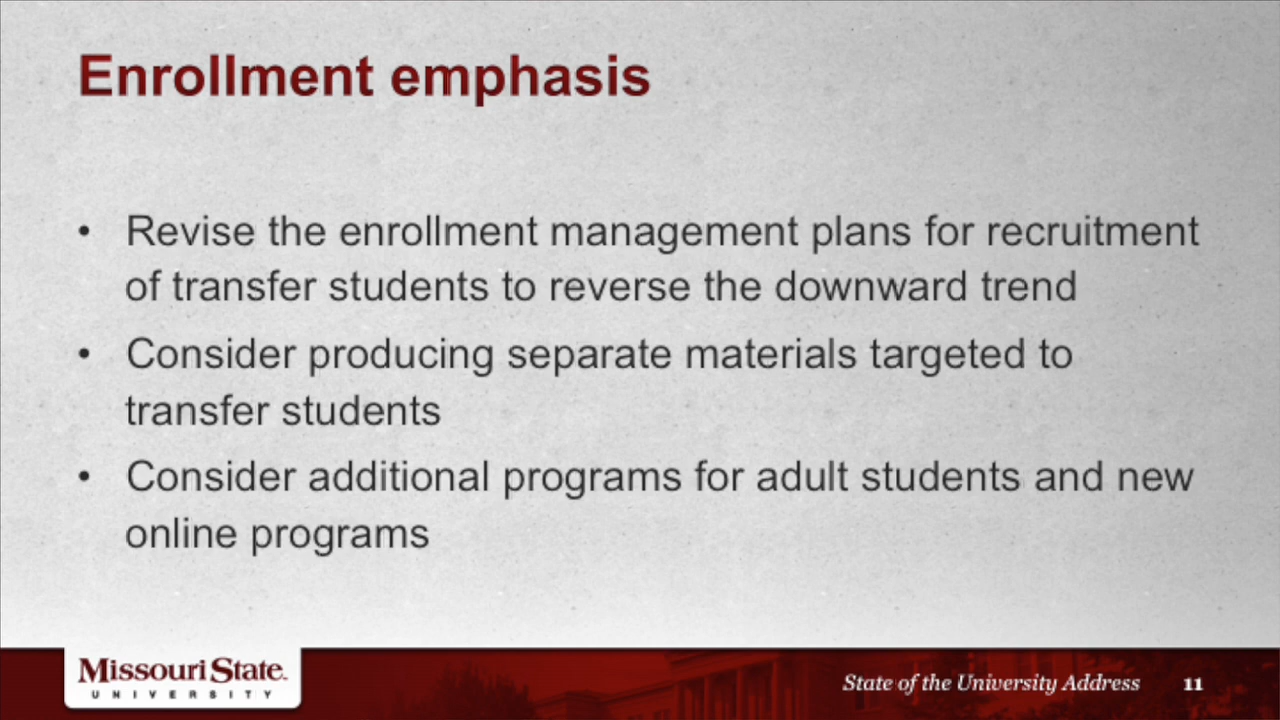 Enrollment emphasis
• Revise the enrollment management plans for recruitment
of transfer students to reverse the downward trend
• Consider producing separate materials targeted to
transfer students
• Consider additional programs for adult students and new
online programs
Missouri State.
UNIVERSITY
State of the University Address 11